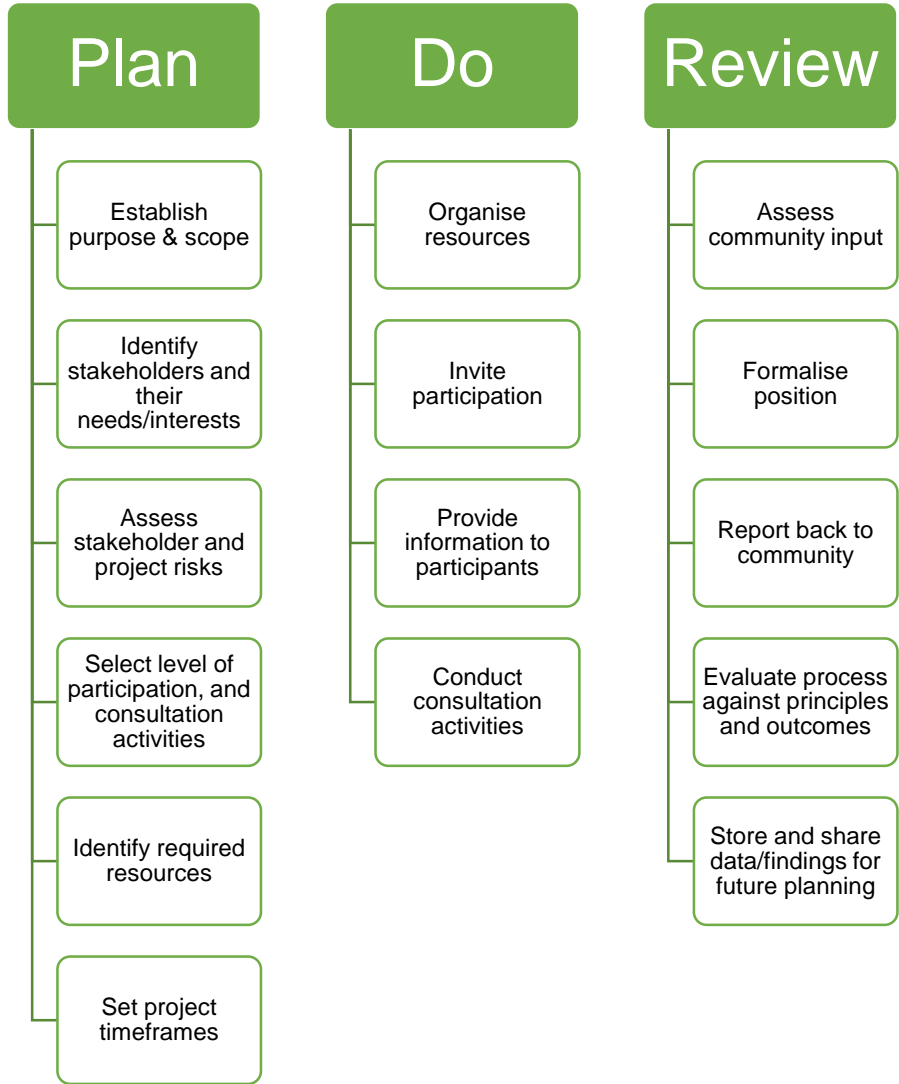 Plan
Establish
purpose & scope
Identify
stakeholders and
their
needs/interests
Assess
stakeholder and
project risks
Select level of
participation, and
consultation
activities
Identify required
resources
Set project
timeframes
Do
Organise
resources
Invite
participation
Provide
information to
participants
Conduct
consultation
activities
Review
Assess
community input
Formalise
position
Report back to
community
Evaluate process
against principles
and outcomes
Store and share
data/findings for
future planning